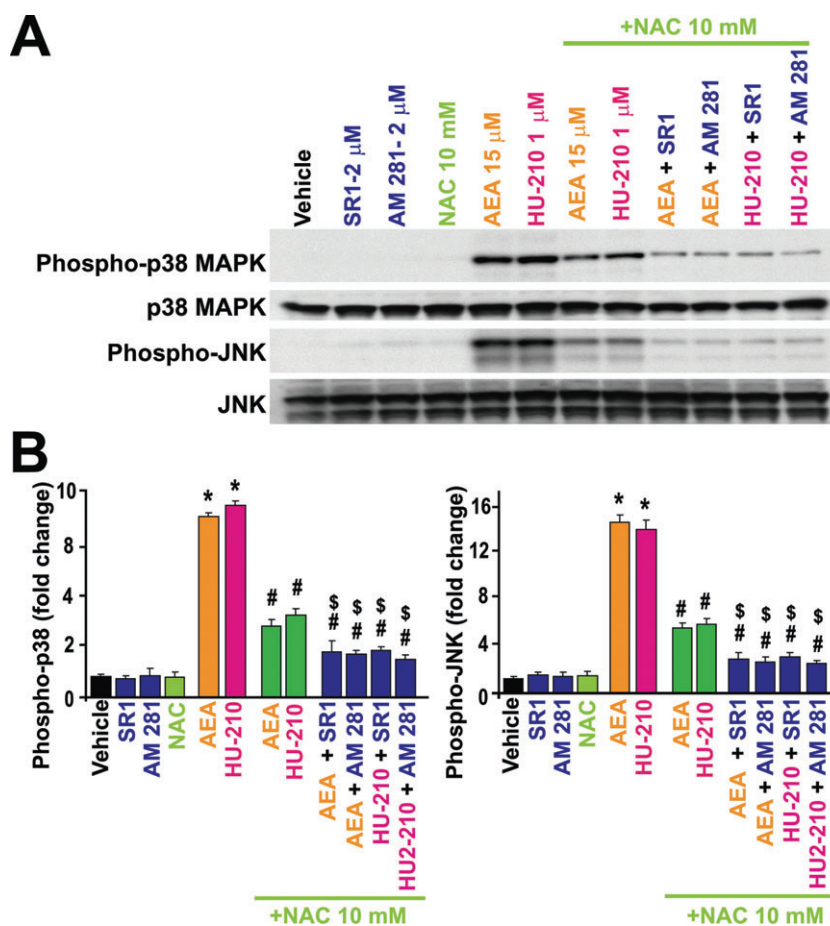 A
+NAC 10 mM
Vehicle
SR1-2 μM
AM 281- 2 μM
NAC 10 mM
AEA 15 μM
HU-210 1 μM
AEA 15 μM
HU-210 1 μM
AEA + SR1
AEA + AM 281
HU-210 + SR1
HU-210 + AM 281
Phospho-p38 MAPK
p38 MAPK
Phospho-JNK
JNK
B
Phospho-p38 (fold change)
10
8
4
2
0
* *
# #
$ $ $ $
# # # #
Vehicle
SR1
AM 281
NAC
AEA
HU-210
AEA
HU-210
AEA + SR1
AEA + AM 281
HU-210 + SR1
HU2-210 + AM 281
+NAC 10 mM
Phospho-JNK (fold change)
16
12
8
4
0
* *
# #
$ $ $ $
# # # #
Vehicle
SR1
AM 281
NAC
AEA
HU-210
AEA
HU-210
AEA + SR1
AEA + AM 281
HU-210 + SR1
HU2-210 + AM 281
+NAC 10 mM